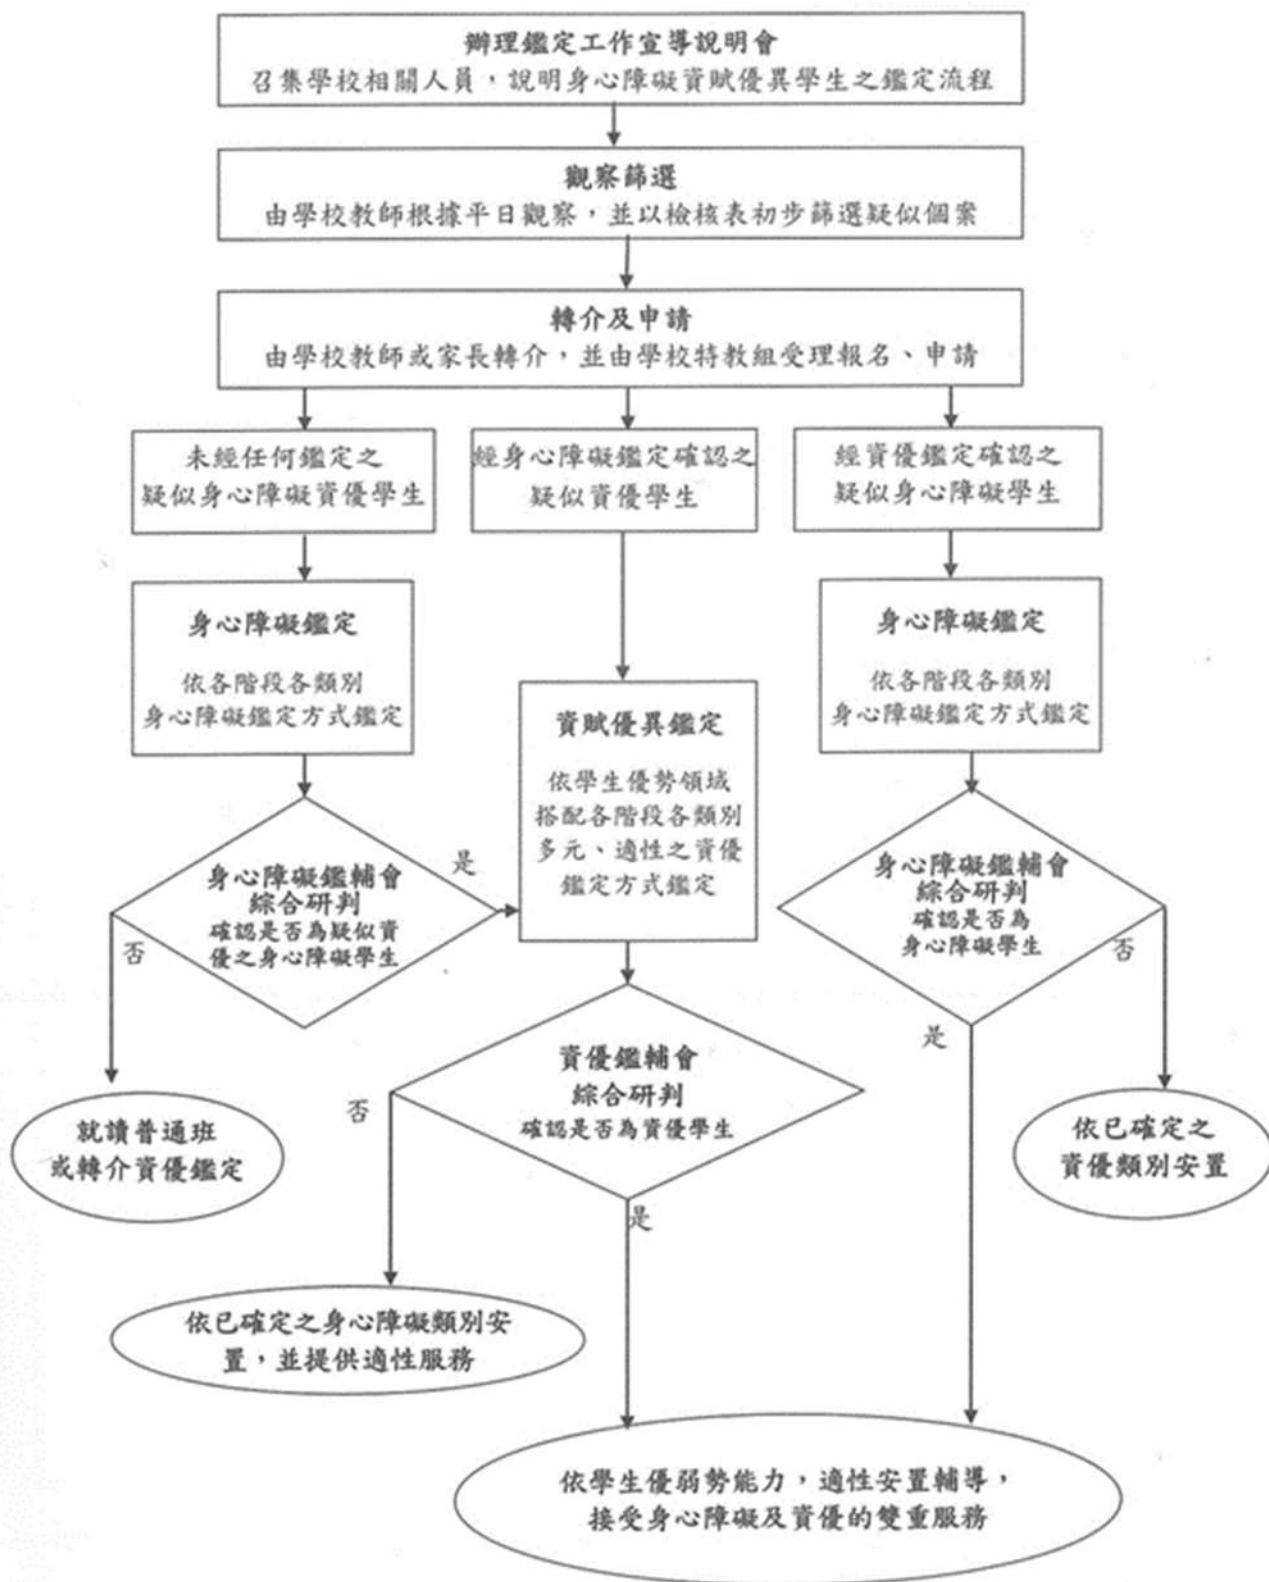 辦理鑑定工作宣導說明會
召集學校相關人員，說明身心障礙資賦優異學生之鑑定流程
觀察篩選
由學校教師根據平日觀察，並以檢核表初步篩選疑似個案
轉介及申請
由學校教師或家長轉介，並由學校特教組受理報名、申請
未經任何鑑定之
疑似身心障礙資優學生
經身心障礙鑑定確認之
疑似資優學生
經資優鑑定確認之
疑似身心障礙學生
身心障礙鑑定
依各階段各類別
身心障礙鑑定方式鑑定
資賦優異鑑定
依學生優勢領域
搭配各階段各類別
多元、適性之資優
鑑定方式鑑定
身心障礙鑑定
依各階段各類別
身心障礙鑑定方式鑑定
身心障礙鑑輔會
綜合研判
確認是否為疑似資
優之身心障礙學生
是
否
身心障礙鑑輔會
綜合研判
確認是否為
身心障礙學生
否
是
資優鑑輔會
綜合研判
確認是否為資優學生
否
是
就讀普通班
或轉介資優鑑定
依已確定之
資優類別安置
依已確定之身心障礙類別安
置，並提供適性服務
依學生優弱勢能力，適性安置輔導，
接受身心障礙及資優的雙重服務